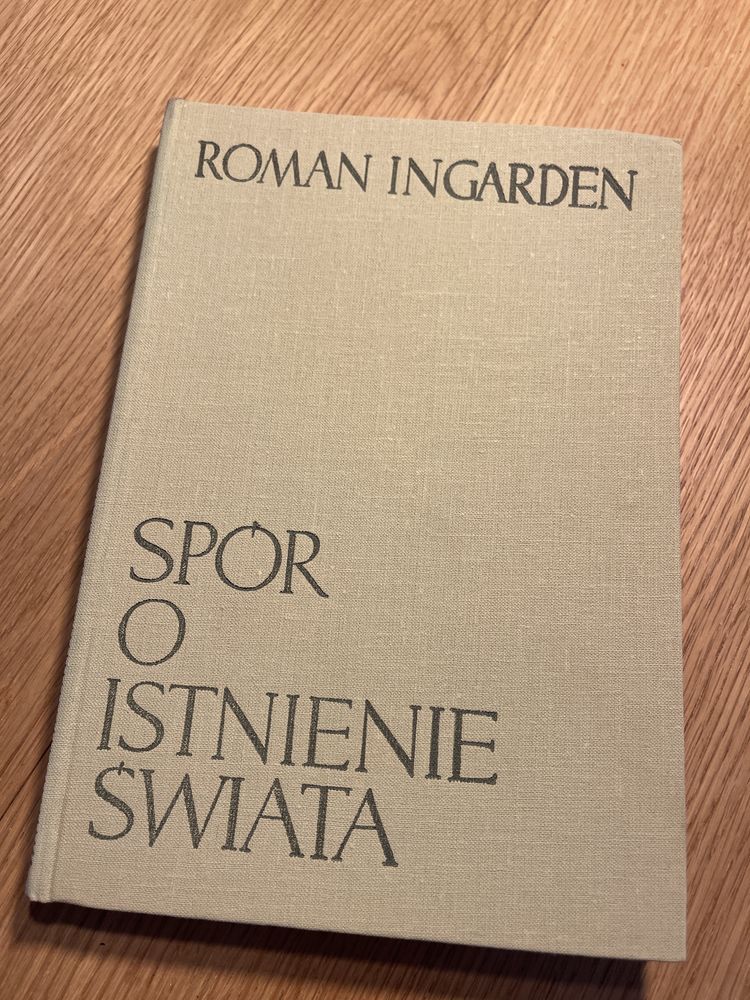 ROMAN INGARDEN
SPÓR
O
ISTNIENIE
ŚWIATA